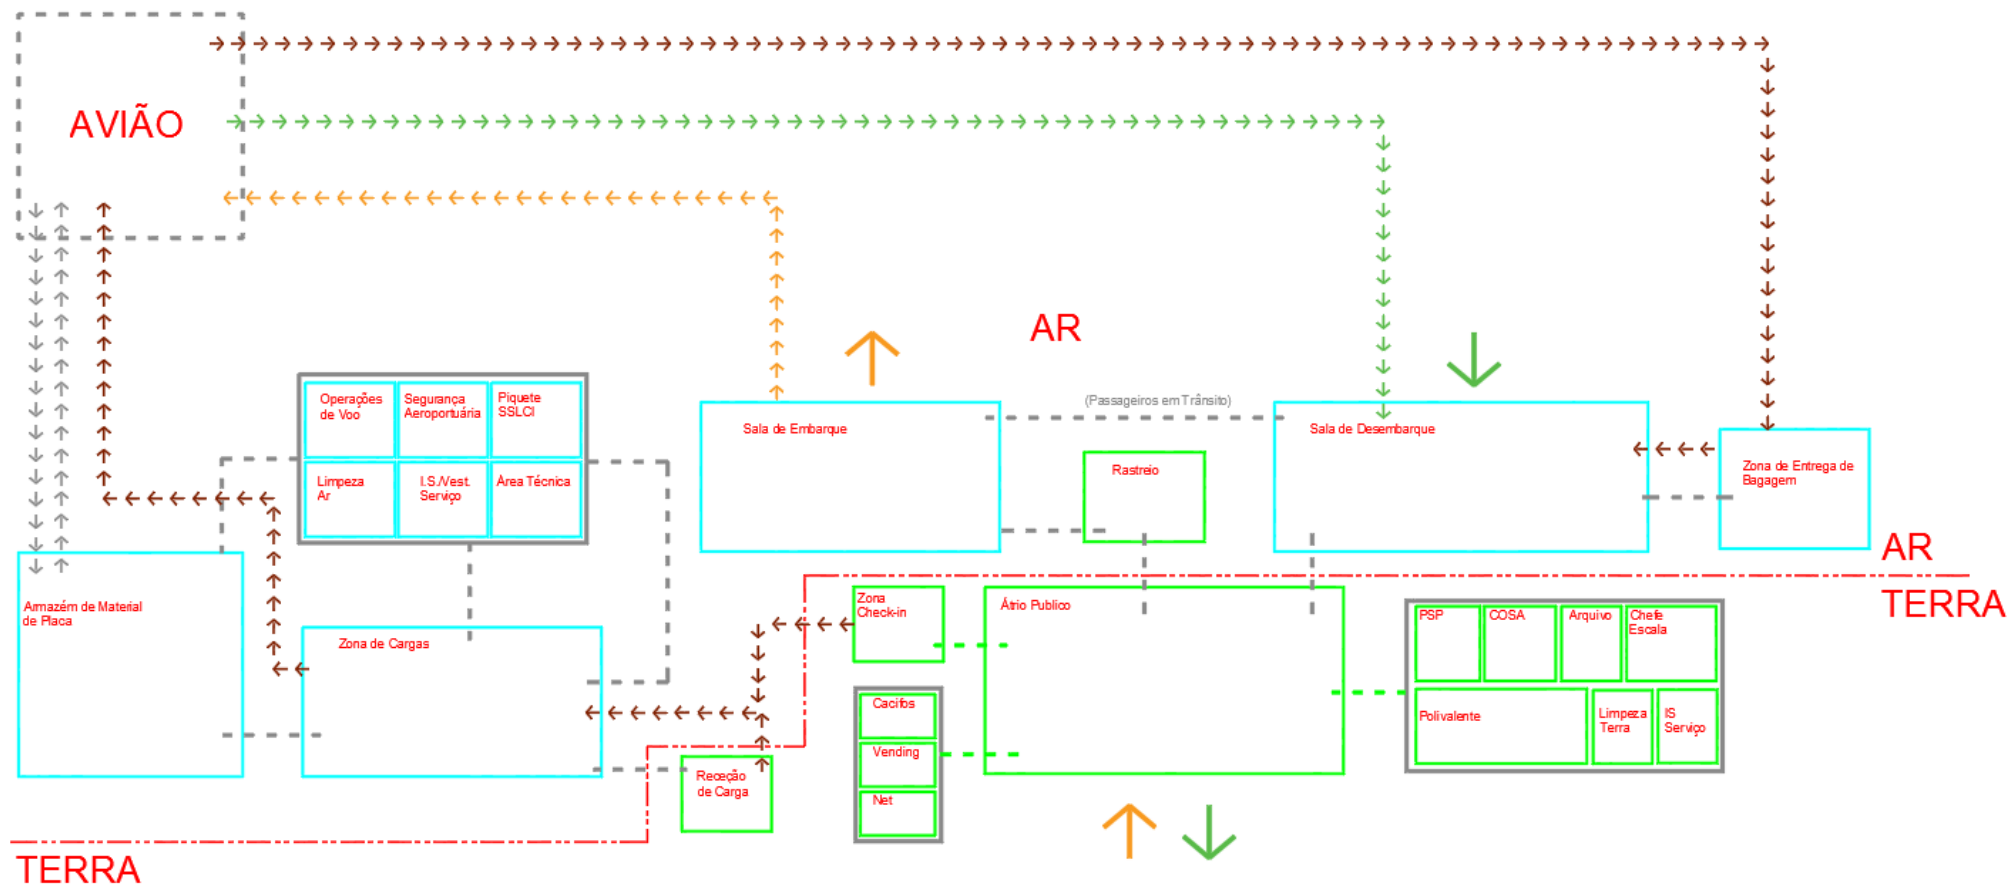 AVIÃO
AR
(Passageiros em Trânsito)
Operações
de Voo
Segurança
Aeroportuária
Piquete
SSLCI
Limpeza
Ar
I.S./Vest.
Serviço
Área Técnica
Sala de Embarque
Rastreio
Sala de Desembarque
Zona de Entrega de
Bagagem
AR
TERRA
Armazém de Material
de Placa
Zona de Cargas
Zona
Check-in
Átrio Publico
PSP
COSA
Arquivo
Chefe
Escala
Polivalente
Limpeza
Terra
IS
Serviço
Cacifos
Vending
Net
Receção
de Carga
TERRA